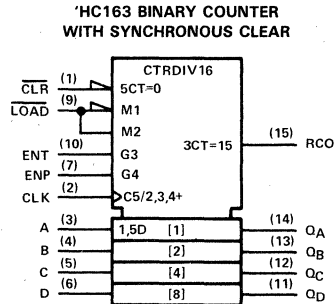 'HC163 BINARY COUNTER
WITH SYNCHRONOUS CLEAR
CTRDIV16
CLR (1) 5CT=0
LOAD (9) M1
M2
3CT=15 (15) RCO
ENT (10) G3
ENP (7) G4
CLK (2) C5/2,3,4+
A (3) 1,5D [1] (14) QA
B (4) [2] (13) QB
C (5) [4] (12) QC
D (6) [8] (11) QD